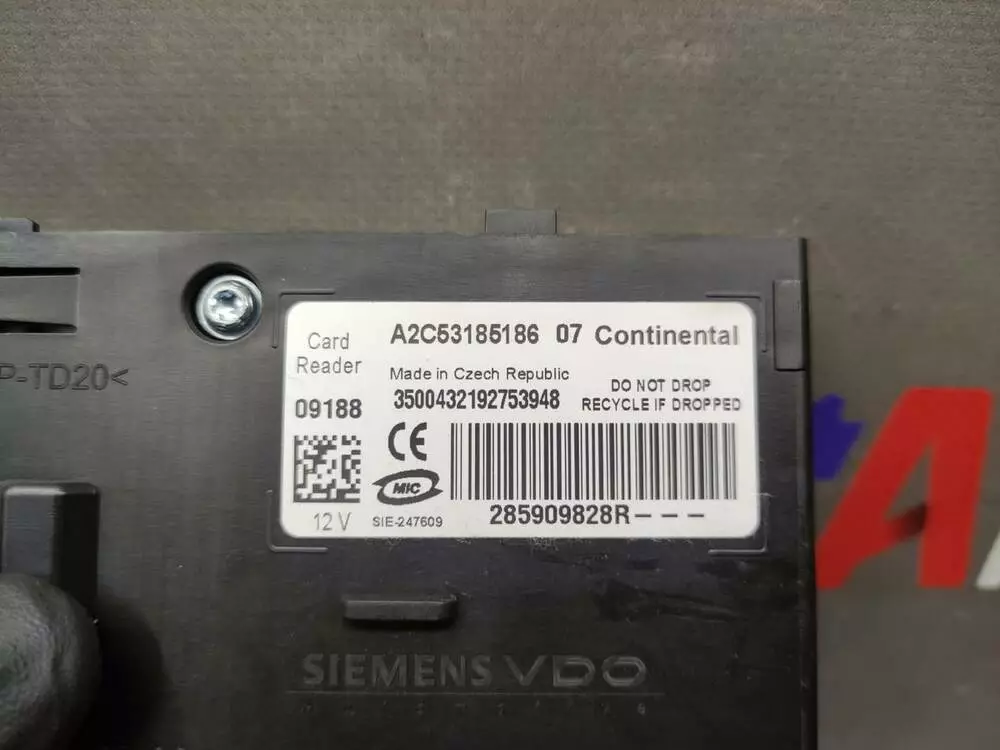 Card
Reader
A2C53185186 07 Continental
Made in Czech Republic
DO NOT DROP
RECYCLE IF DROPPED
09188
3500432192753948
CE
MIC
12 V
SIE-247609
285909828R---
P-TD20<
SIEMENS VDO
A